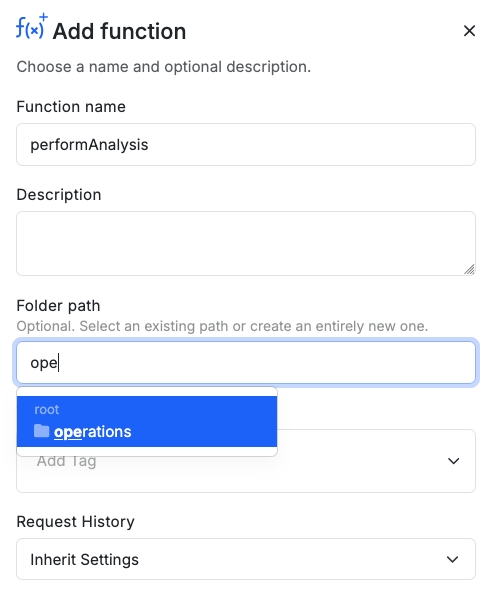 f(x)+ Add function
Choose a name and optional description.
Function name
performAnalysis
Description
Folder path
Optional. Select an existing path or create an entirely new one.
ope
root
operations
Add Tag
Request History
Inherit Settings